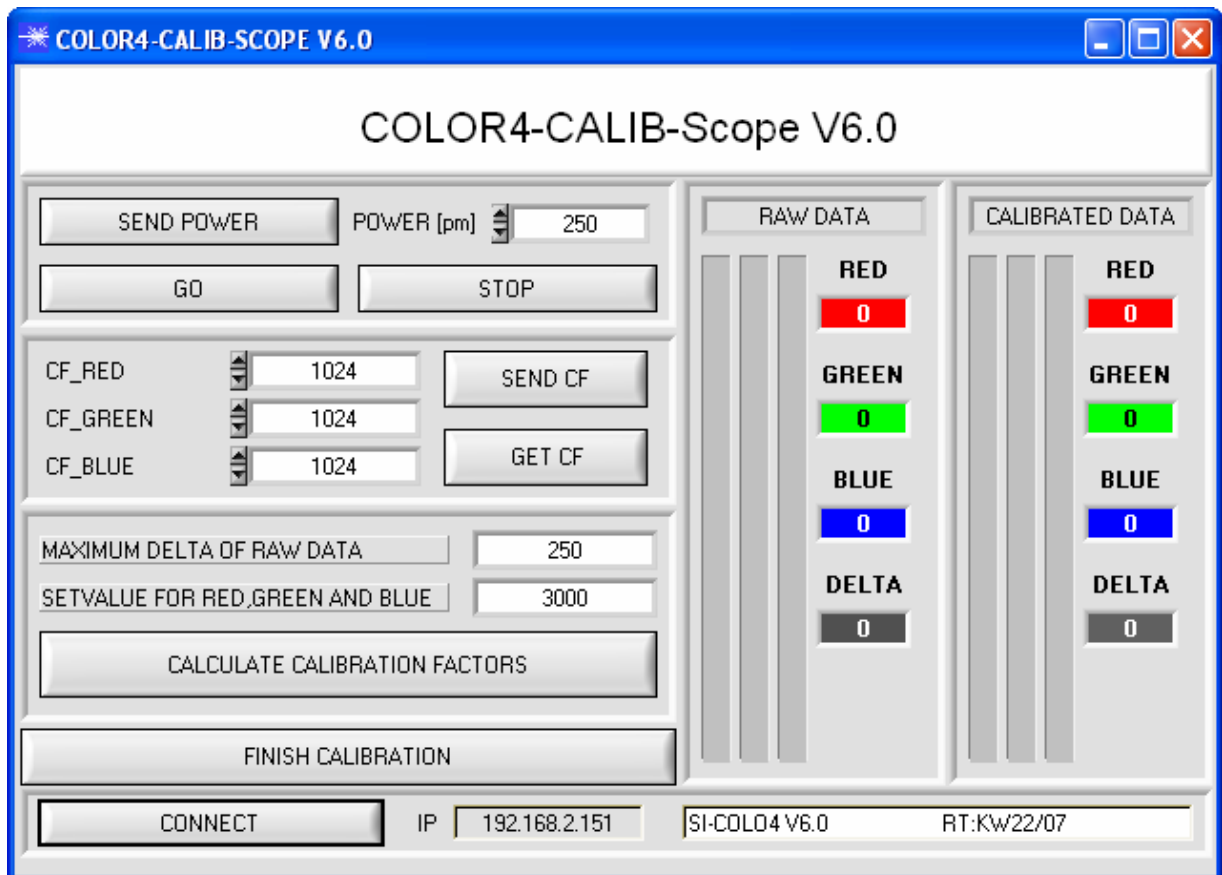 COLOR4-CALIB-SCOPE V6.0
COLOR4-CALIB-Scope V6.0
SEND POWER
POWER [pm]
250
GO
STOP
CF_RED
1024
CF_GREEN
1024
CF_BLUE
1024
SEND CF
GET CF
MAXIMUM DELTA OF RAW DATA
250
SETVALUE FOR RED,GREEN AND BLUE
3000
CALCULATE CALIBRATION FACTORS
FINISH CALIBRATION
RAW DATA
RED
0
GREEN
0
BLUE
0
DELTA
0
CALIBRATED DATA
RED
0
GREEN
0
BLUE
0
DELTA
0
CONNECT
IP
192.168.2.151
SI-COLO4 V6.0 RT:KW22/07